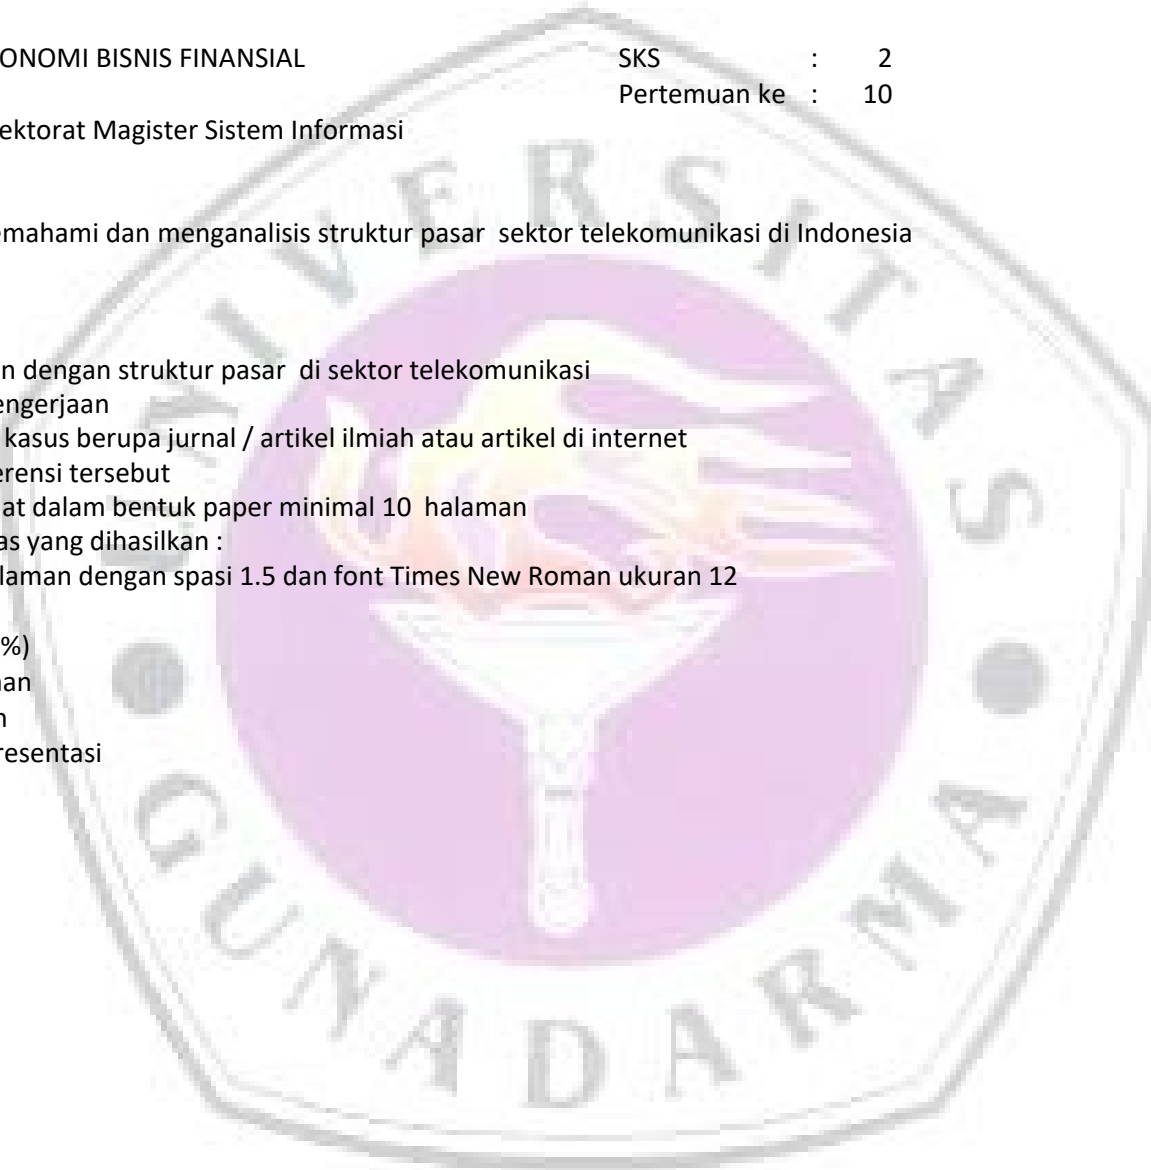 ONOMI BISNIS FINANSIAL SKS : 2
Pertemuan ke : 10
ektorat Magister Sistem Informasi
emahami dan menganalisis struktur pasar sektor telekomunikasi di Indonesia
n dengan struktur pasar di sektor telekomunikasi
engerjaan
kasus berupa jurnal / artikel ilmiah atau artikel di internet
erensi tersebut
at dalam bentuk paper minimal 10 halaman
as yang dihasilkan :
laman dengan spasi 1.5 dan font Times New Roman ukuran 12
%)
nan
n
resentasi
UNIVERSITAS
GUNADARMA